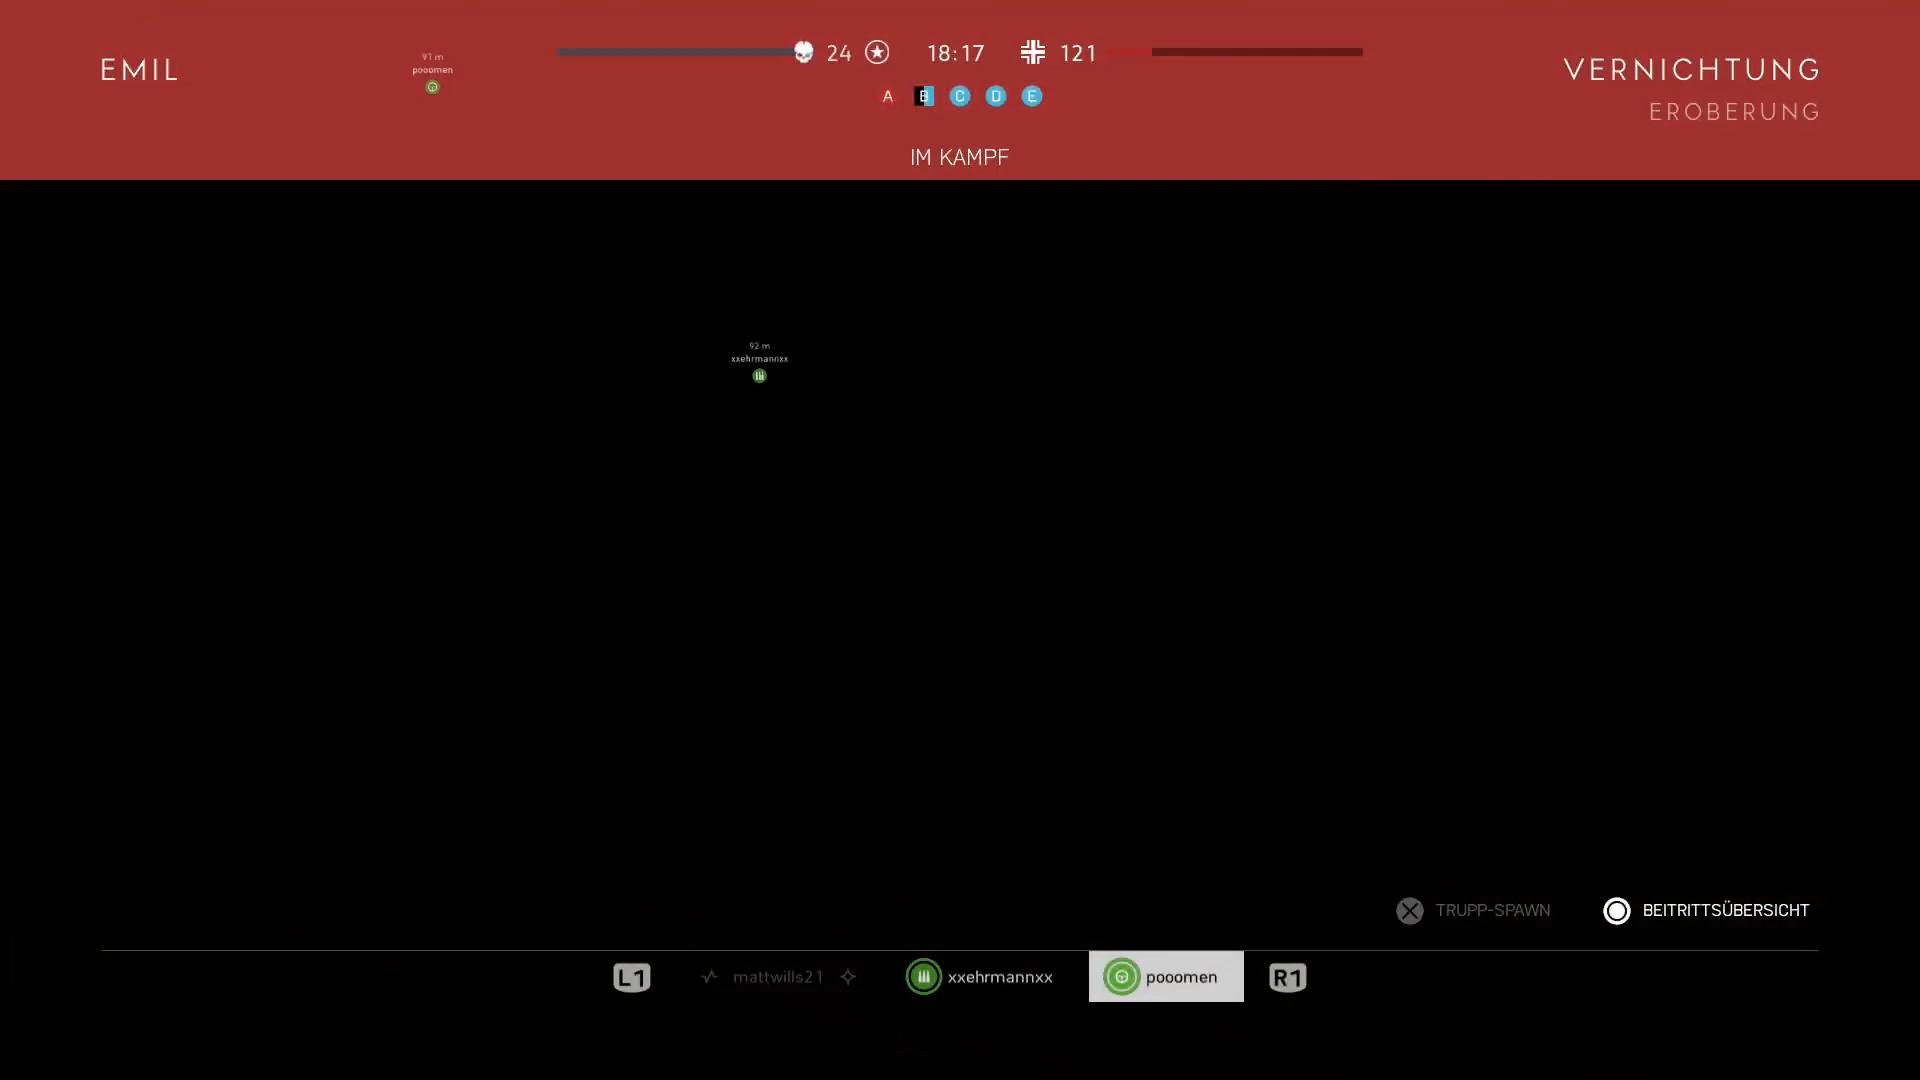 EMIL
91 m
pooomen
24 18:17 121
A B C D E
VERNICHTUNG
EROBERUNG
IM KAMPF
92 m
xxehrmannxx
TRUPP-SPAWN BEITRITTSÜBERSICHT
L1 mattwills21 xxehrmannxx pooomen R1